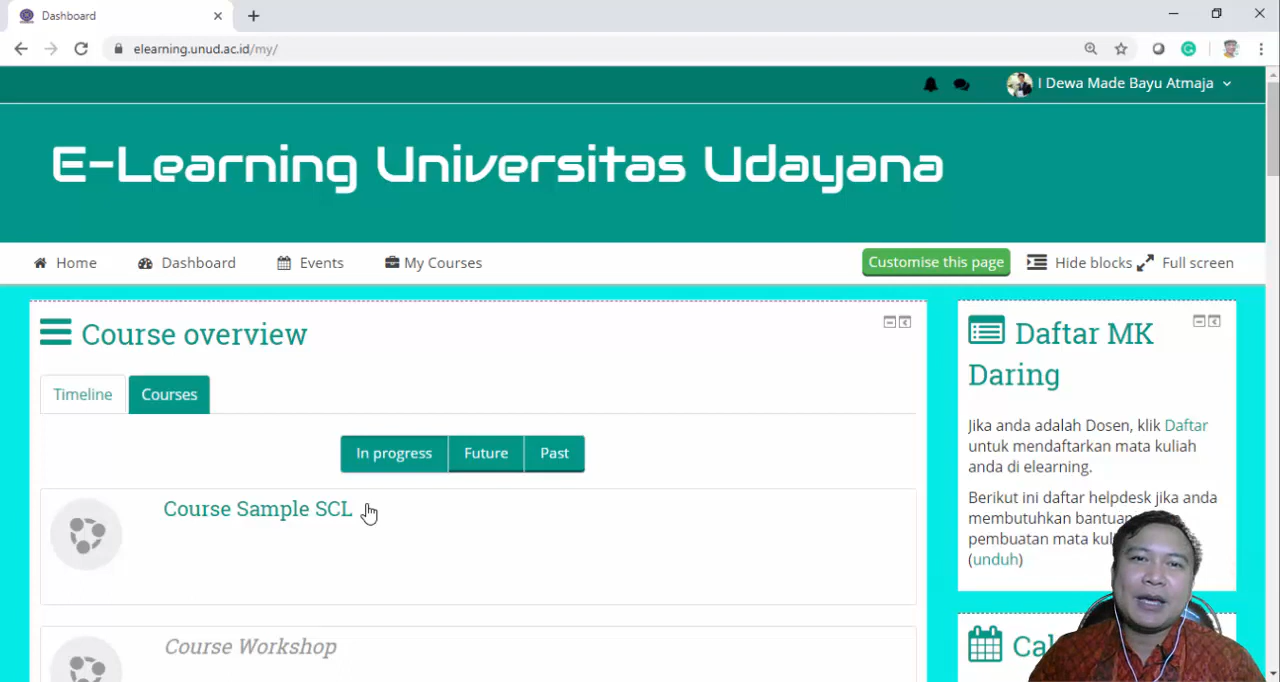 Dashboard
elearning.unud.ac.id/my/
I Dewa Made Bayu Atmaja
E-Learning Universitas Udayana
Home Dashboard Events My Courses Customise this page Hide blocks Full screen
Course overview
Timeline Courses
In progress Future Past
Course Sample SCL
Course Workshop
Daftar MK
Daring
Jika anda adalah Dosen, klik Daftar
untuk mendaftarkan mata kuliah
anda di elearning.
Berikut ini daftar helpdesk jika anda
membutuhkan
pembuatan mata
(unduh)